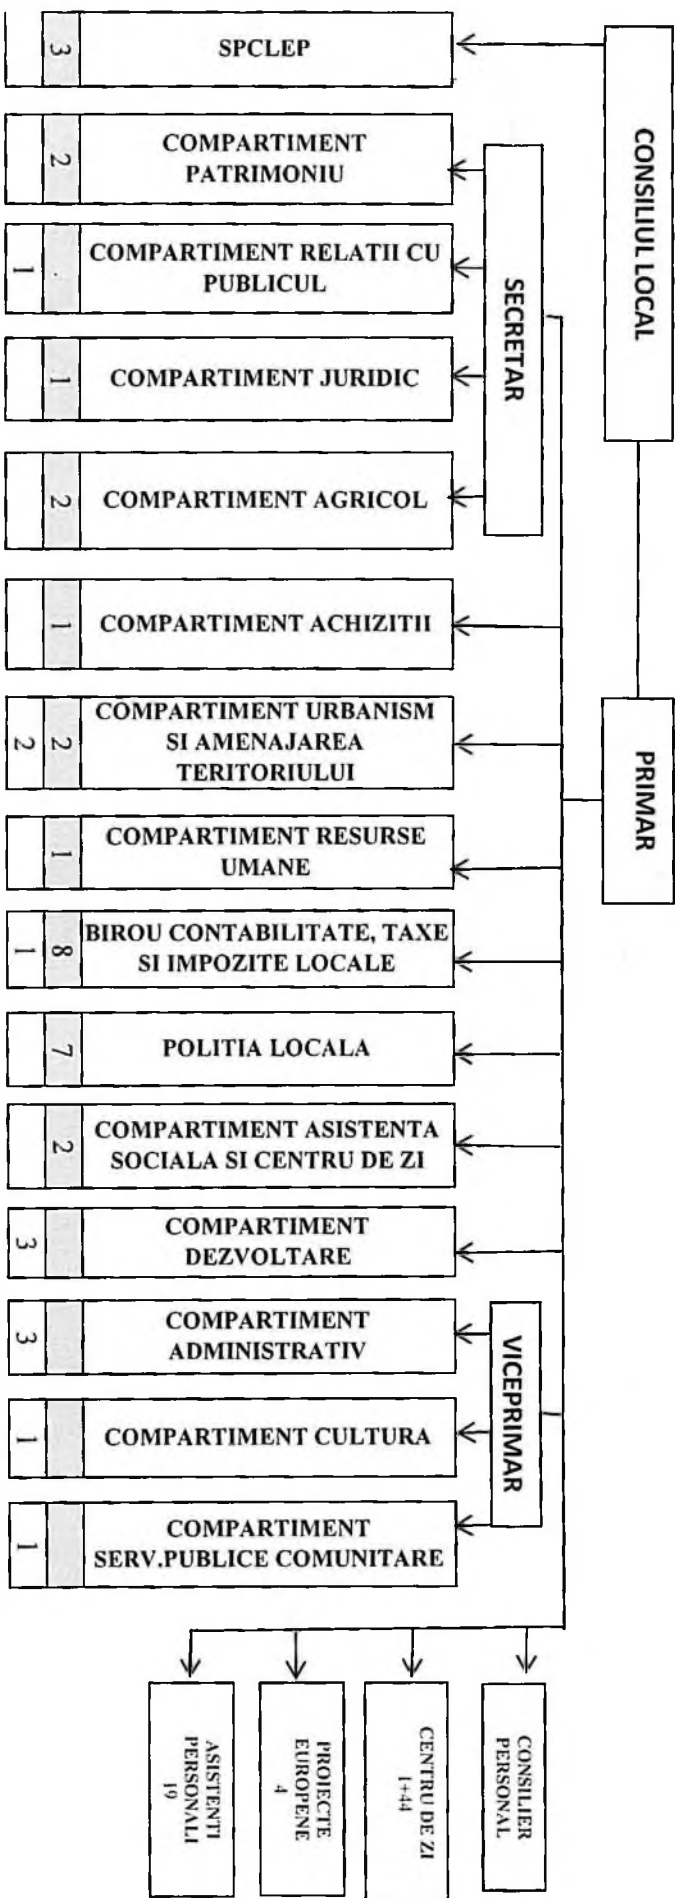 CONSILIUL LOCAL
PRIMAR
SECRETAR
VICEPRIMAR
SPCLEP
3
COMPARTIMENT
PATRIMONIU
2
COMPARTIMENT RELATII CU
PUBLICUL
1
COMPARTIMENT JURIDIC
1
COMPARTIMENT AGRICOL
2
COMPARTIMENT ACHIZITII
1
COMPARTIMENT URBANISM
SI AMENAJAREA
TERITORIULUI
2
2
COMPARTIMENT RESURSE
UMANE
1
BIROU CONTABILITATE, TAXE
SI IMPOZITE LOCALE
8
1
POLITIA LOCALA
7
COMPARTIMENT ASISTENTA
SOCIALA SI CENTRU DE ZI
2
COMPARTIMENT
DEZVOLTARE
3
COMPARTIMENT
ADMINISTRATIV
3
COMPARTIMENT CULTURA
1
COMPARTIMENT
SERV.PUBLICE COMUNITARE
1
CONSILIER
PERSONAL
CENTRU DE ZI
1+44
PROIECTE
EUROPENE
4
ASISTENTI
PERSONALI
19